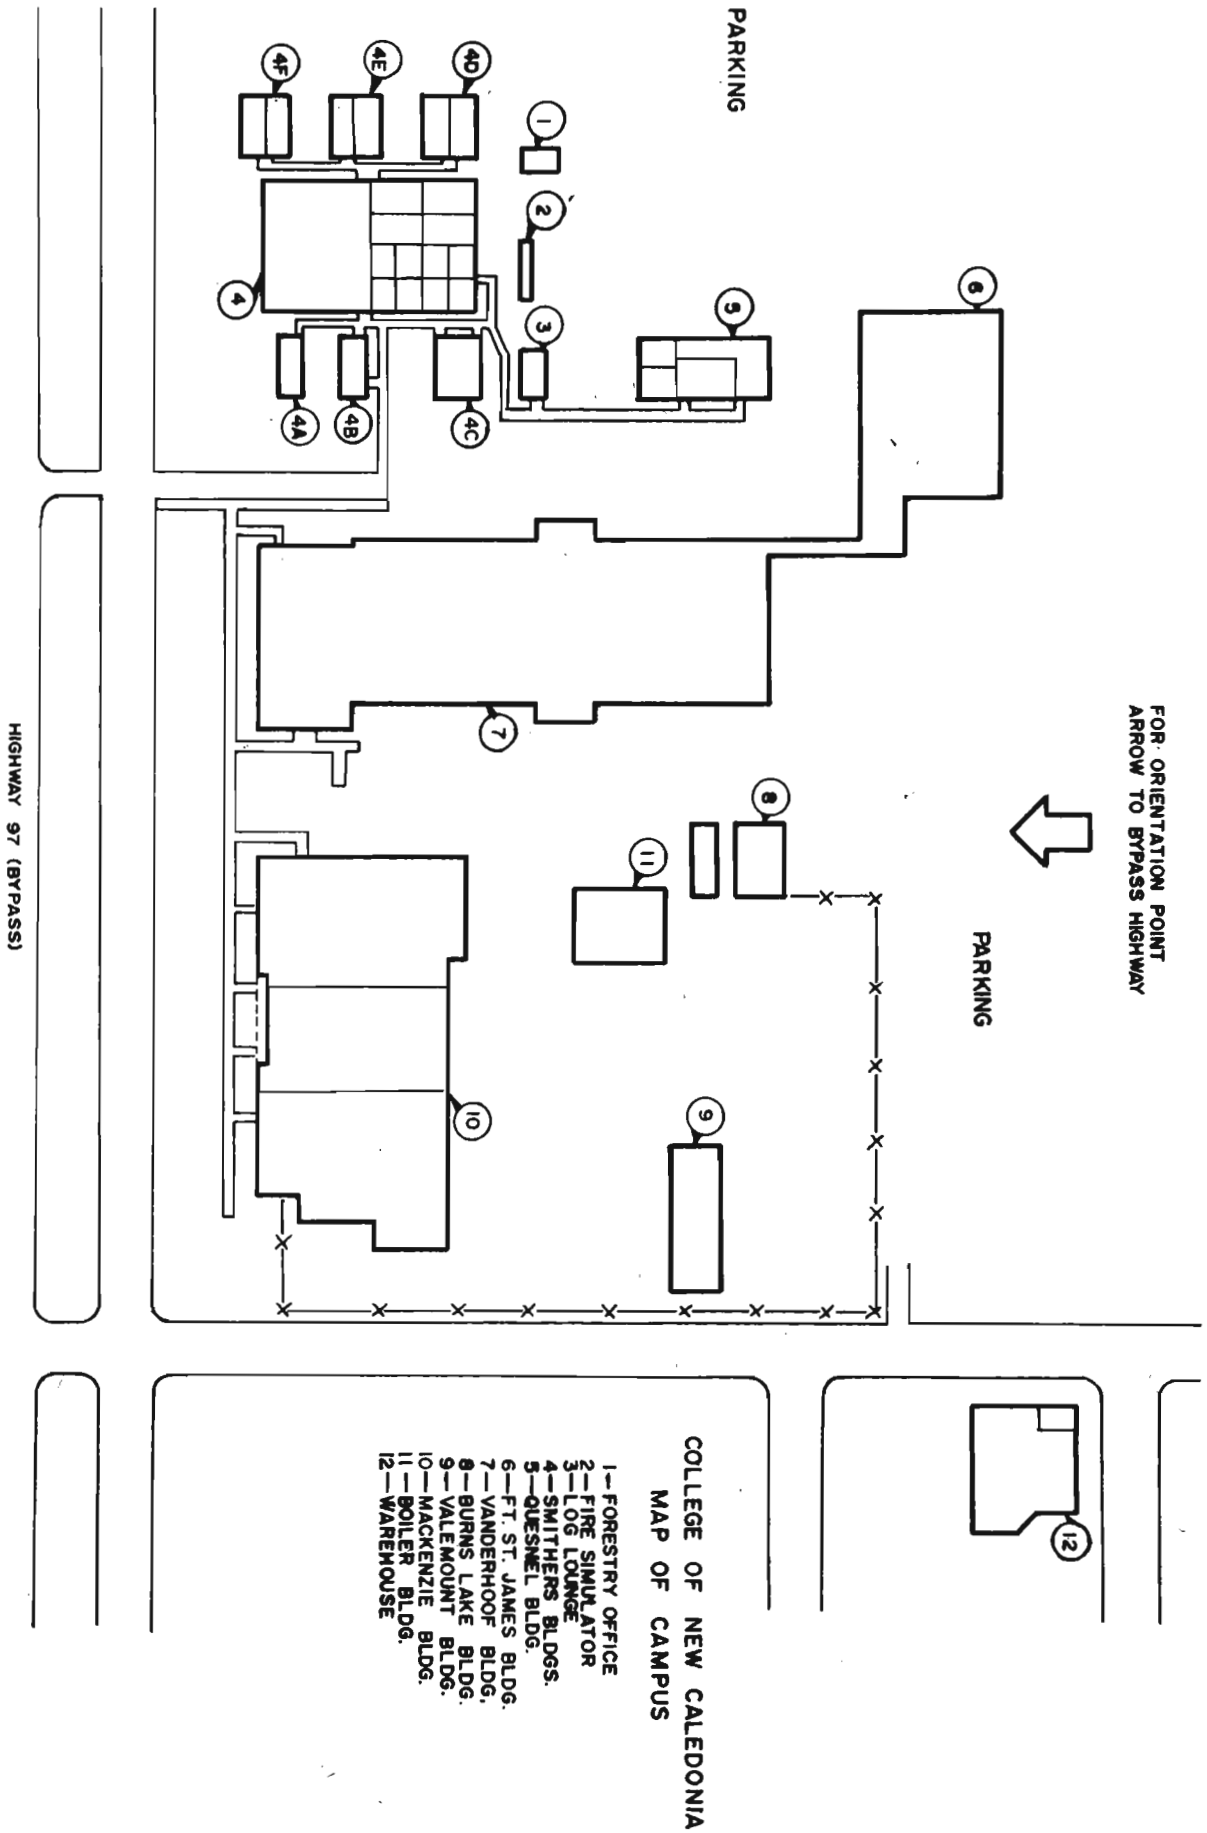 PARKING
4F
4E
4D
1
2
3
4
4A
4B
4C
5
6
7
8
11
10
9
12
FOR ORIENTATION POINT
ARROW TO BYPASS HIGHWAY
PARKING
HIGHWAY 97 (BYPASS)
COLLEGE OF NEW CALEDONIA
MAP OF CAMPUS
1—FORESTRY OFFICE
2—FIRE SIMULATOR
3—LOG LOUNGE
4—SMITHERS BLDGS.
5—QUESNEL BLDG.
6—FT. ST. JAMES BLDG.
7—VANDERHOOF BLDG.
8—BURNS LAKE BLDG.
9—VALEMOUNT BLDG.
10—MACKENZIE BLDG.
11—BOILER BLDG.
12—WAREHOUSE